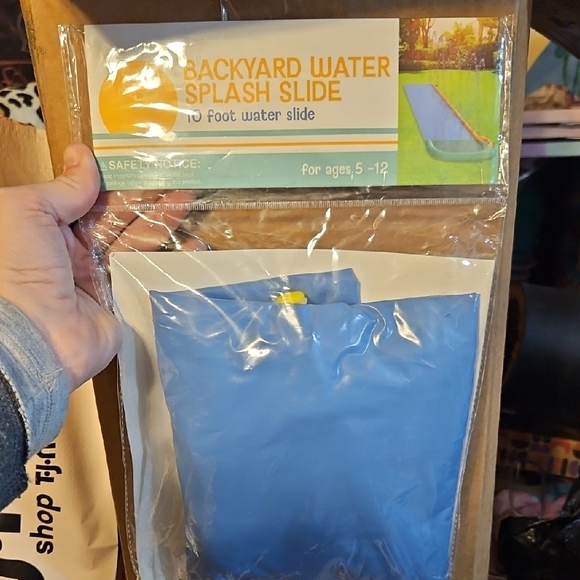 BACKYARD WATER
SPLASH SLIDE
10 foot water slide
SAFETY NOTICE:
for ages 5 -12
shop